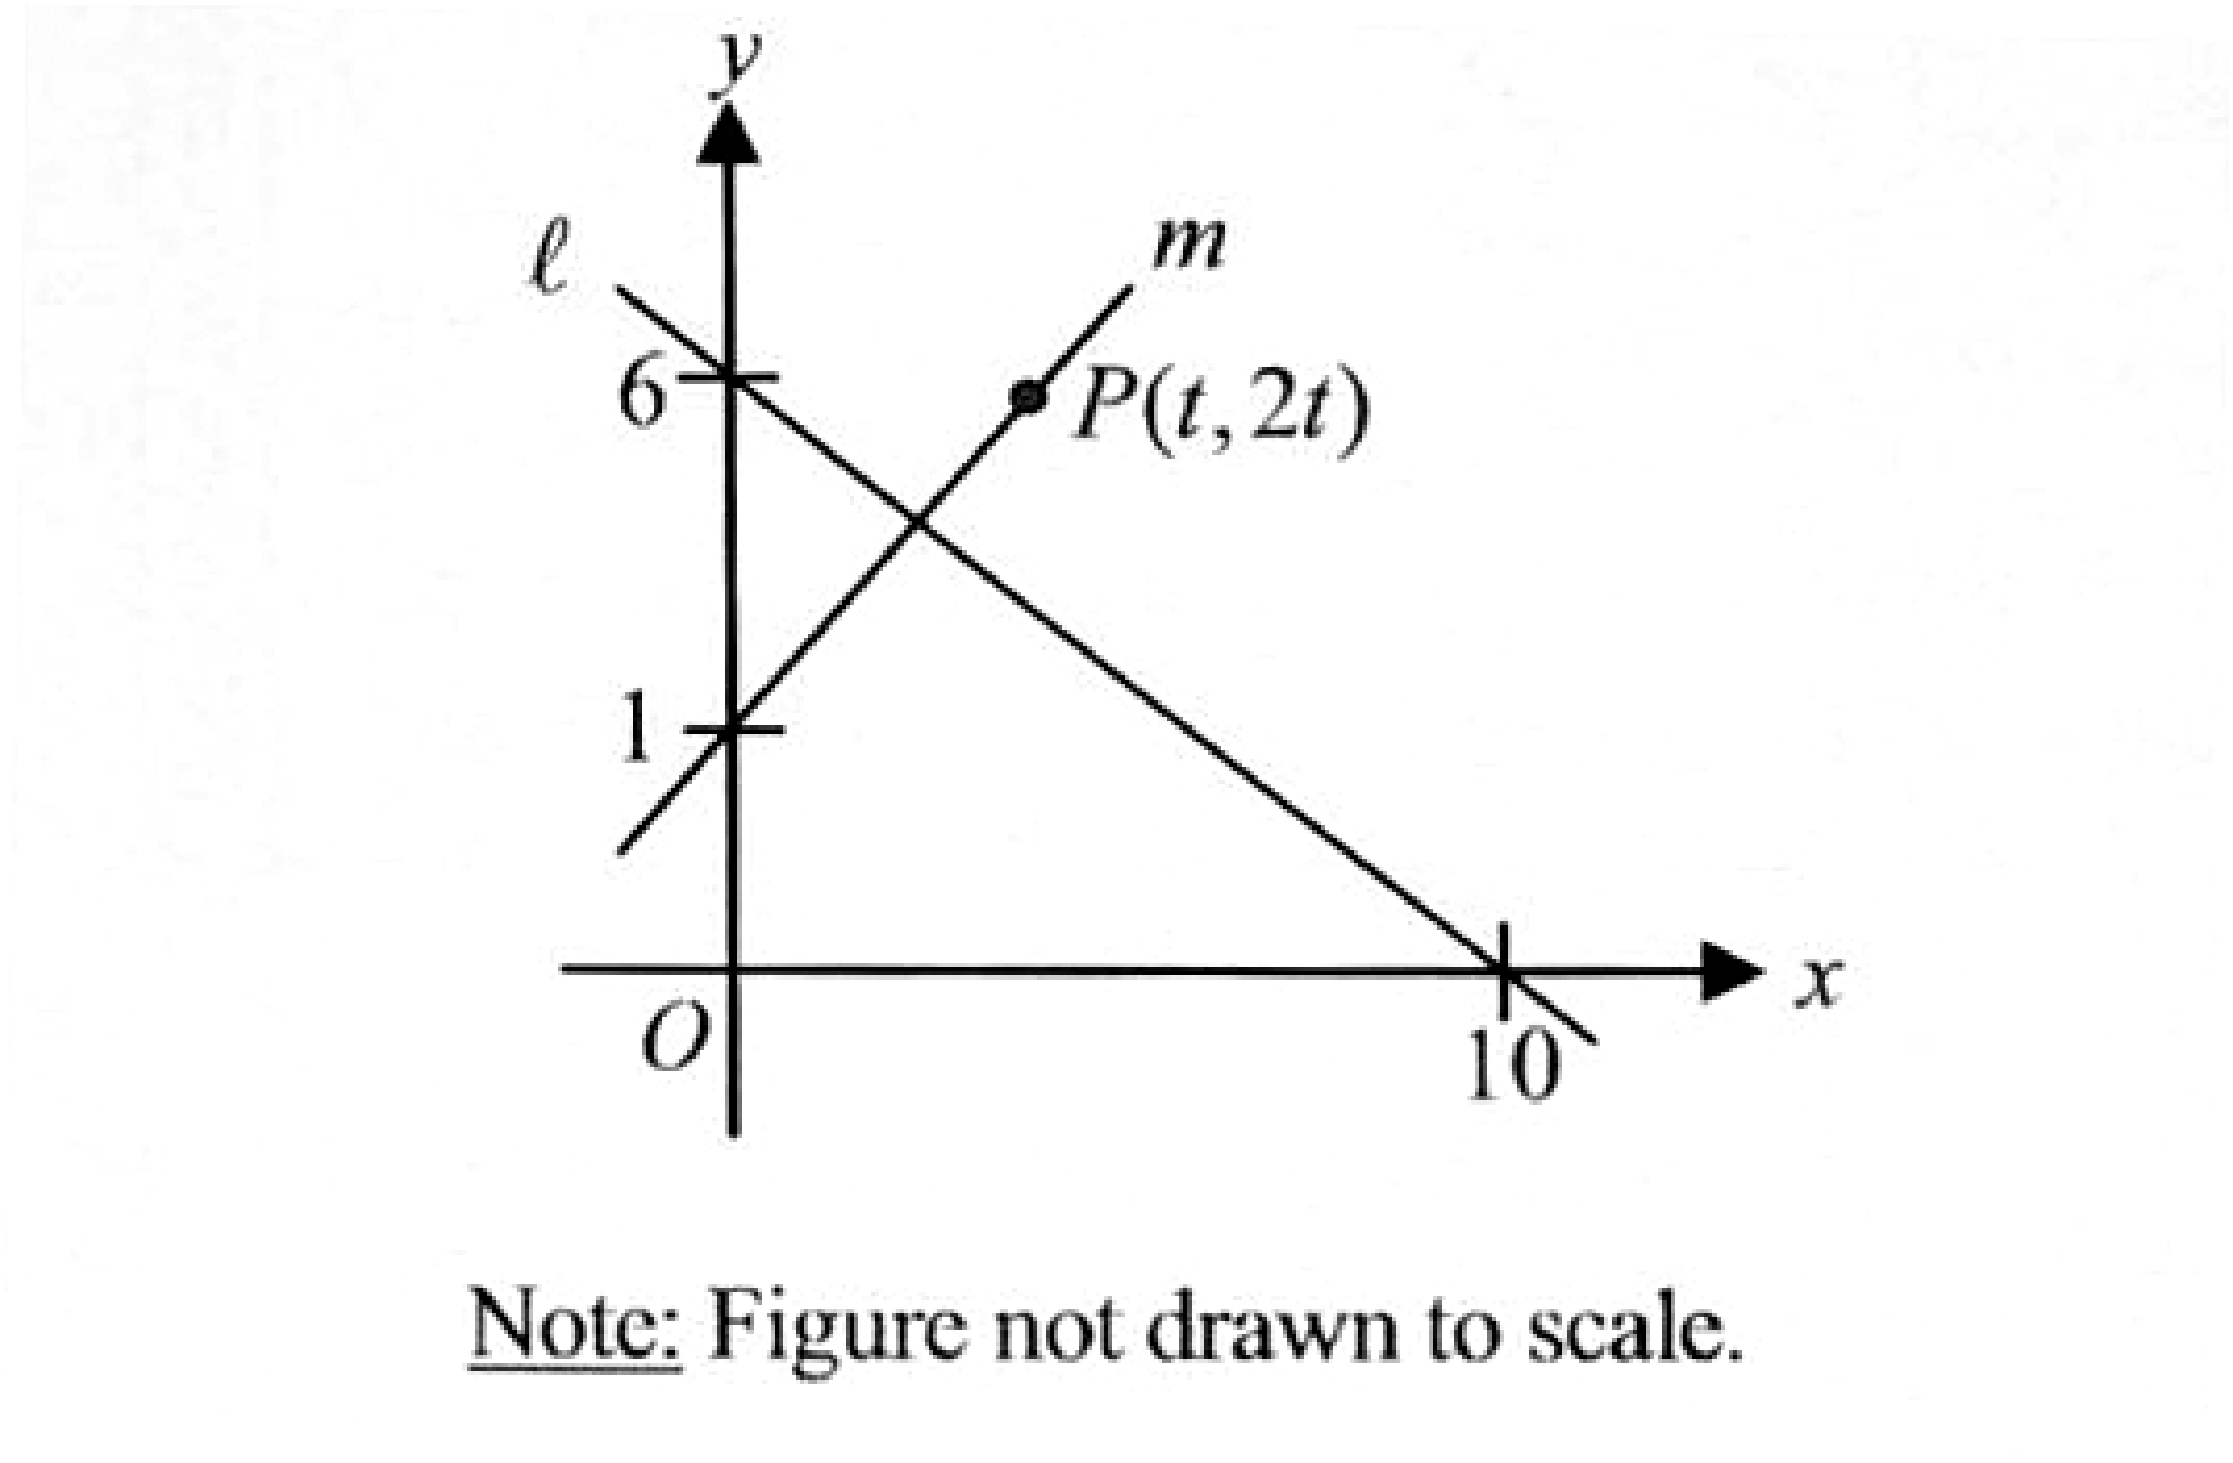 y
ℓ
m
6
P(t, 2t)
1
O
10
x
Note: Figure not drawn to scale.